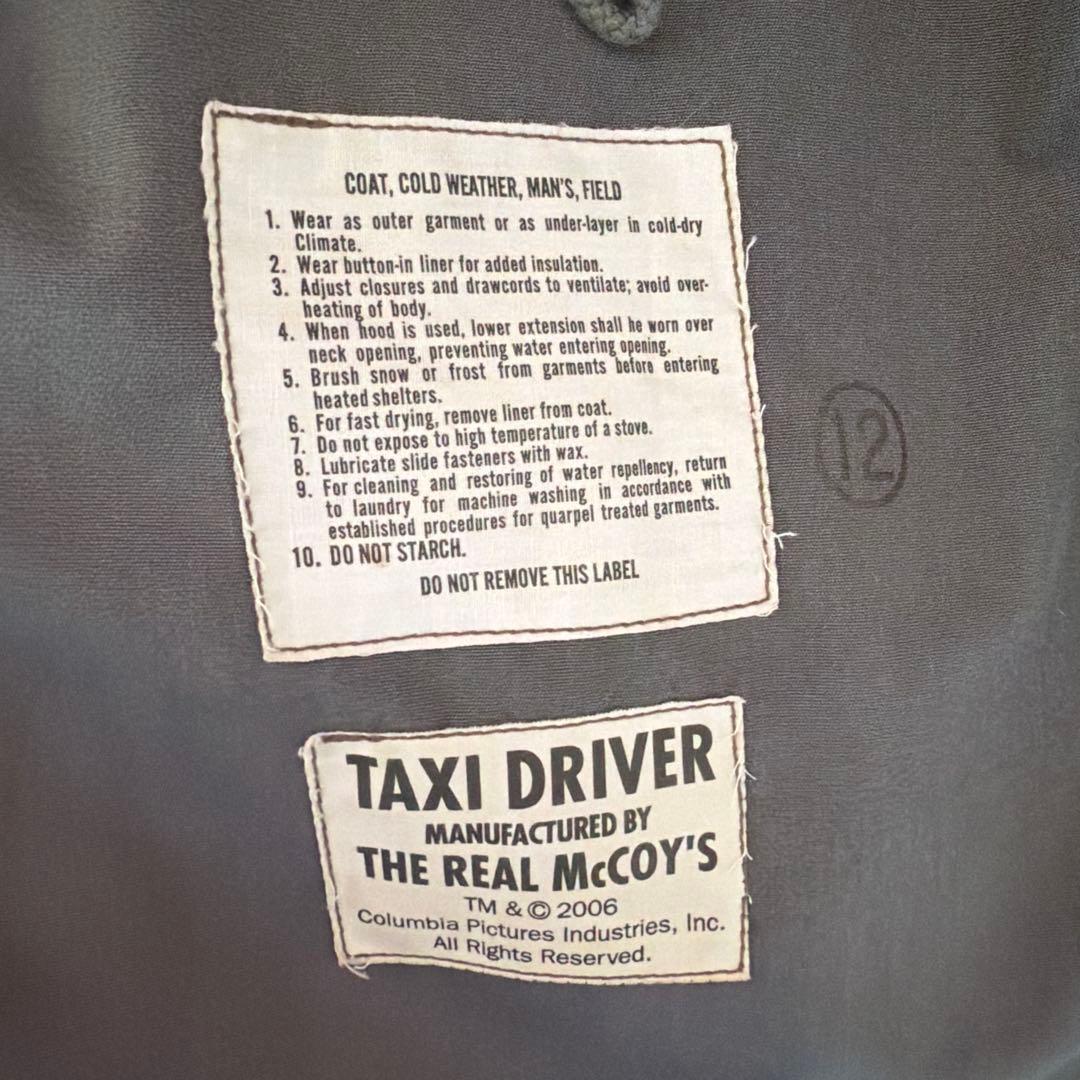 COAT, COLD WEATHER, MAN'S, FIELD
1. Wear as outer garment or as under-layer in cold-dry
Climate.
2. Wear button-in liner for added insulation.
3. Adjust closures and drawcords to ventilate; avoid over-
heating of body.
4. When hood is used, lower extension shall he worn over
neck opening, preventing water entering opening.
5. Brush snow or frost from garments before entering
heated shelters.
6. For fast drying, remove liner from coat.
7. Do not expose to high temperature of a stove.
8. Lubricate slide fasteners with wax.
9. For cleaning and restoring of water repellency, return
to laundry for machine washing in accordance with
established procedures for quarpel treated garments.
10. DO NOT STARCH.
DO NOT REMOVE THIS LABEL
12
TAXI DRIVER
MANUFACTURED BY
THE REAL McCOY'S
TM & © 2006
Columbia Pictures Industries, Inc.
All Rights Reserved.